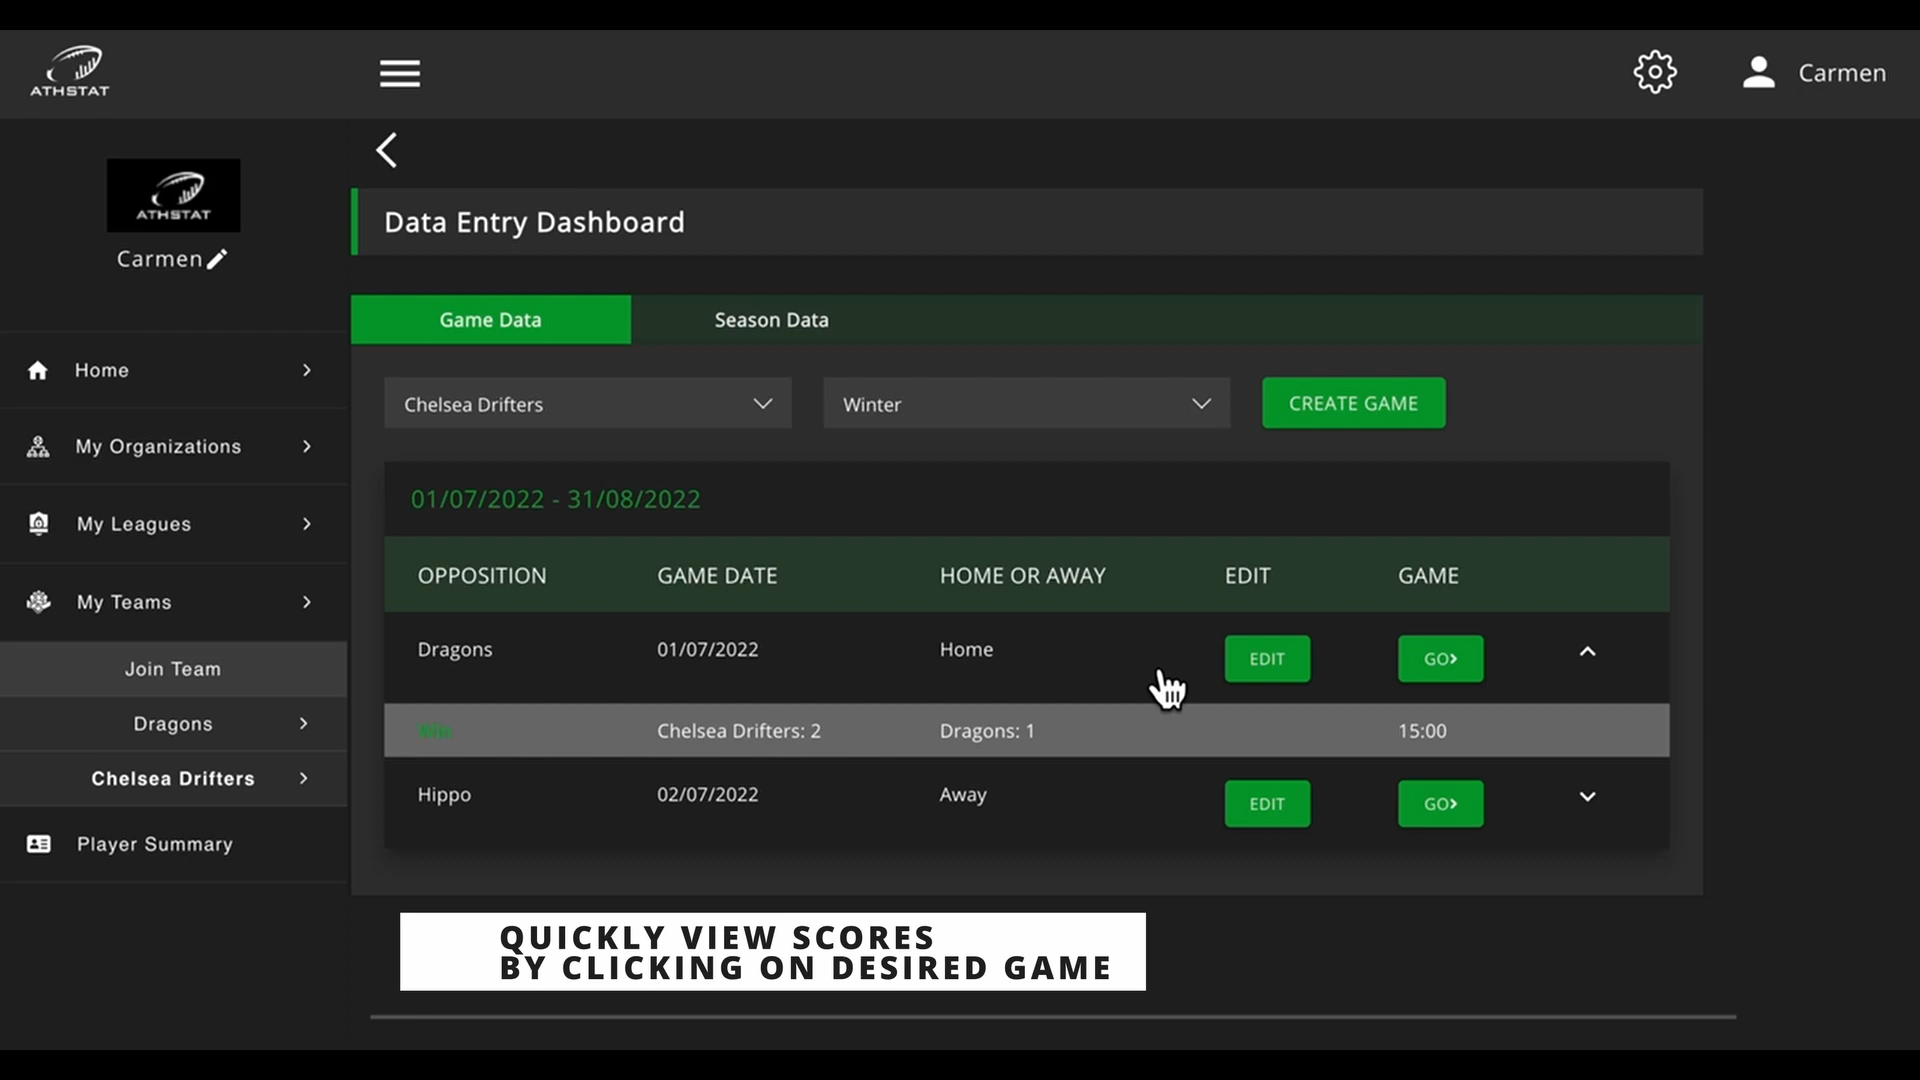 ATHSTAT
Carmen
ATHSTAT
Carmen
Home
My Organizations
My Leagues
My Teams
Join Team
Dragons
Chelsea Drifters
Player Summary
Data Entry Dashboard
Game Data Season Data
Chelsea Drifters Winter CREATE GAME
01/07/2022 - 31/08/2022
OPPOSITION GAME DATE HOME OR AWAY EDIT GAME
Dragons 01/07/2022 Home EDIT GO
Win Chelsea Drifters: 2 Dragons: 1 15:00
Hippo 02/07/2022 Away EDIT GO
QUICKLY VIEW SCORES
BY CLICKING ON DESIRED GAME